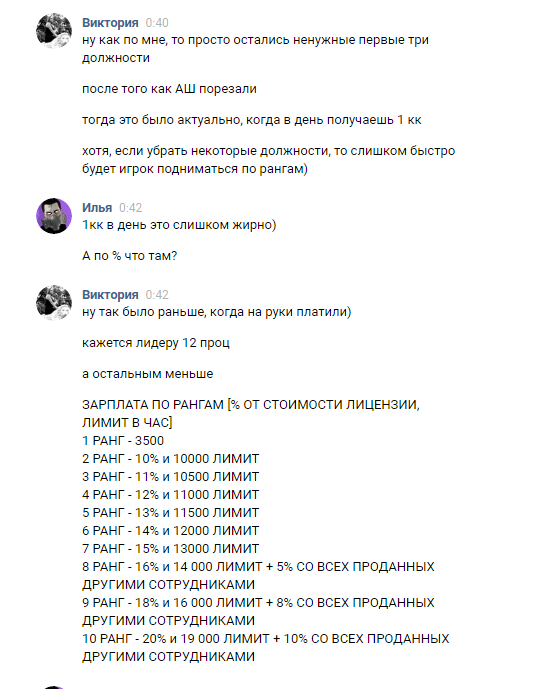 Виктория 0:40
ну как по мне, то просто остались ненужные первые три
должности
после того как АШ порезали
тогда это было актуально, когда в день получаешь 1 кк
хотя, если убрать некоторые должности, то слишком быстро
будет игрок подниматься по рангам)
Илья 0:42
1кк в день это слишком жирно)
А по % что там?
Виктория 0:42
ну так было раньше, когда на руки платили)
кажется лидеру 12 проц
а остальным меньше
ЗАРПЛАТА ПО РАНГАМ [% ОТ СТОИМОСТИ ЛИЦЕНЗИИ,
ЛИМИТ В ЧАС]
1 РАНГ - 3500
2 РАНГ - 10% и 10000 ЛИМИТ
3 РАНГ - 11% и 10500 ЛИМИТ
4 РАНГ - 12% и 11000 ЛИМИТ
5 РАНГ - 13% и 11500 ЛИМИТ
6 РАНГ - 14% и 12000 ЛИМИТ
7 РАНГ - 15% и 13000 ЛИМИТ
8 РАНГ - 16% и 14 000 ЛИМИТ + 5% СО ВСЕХ ПРОДАННЫХ
ДРУГИМИ СОТРУДНИКАМИ
9 РАНГ - 18% и 16 000 ЛИМИТ + 8% СО ВСЕХ ПРОДАННЫХ
ДРУГИМИ СОТРУДНИКАМИ
10 РАНГ - 20% и 19 000 ЛИМИТ + 10% СО ВСЕХ ПРОДАННЫХ
ДРУГИМИ СОТРУДНИКАМИ